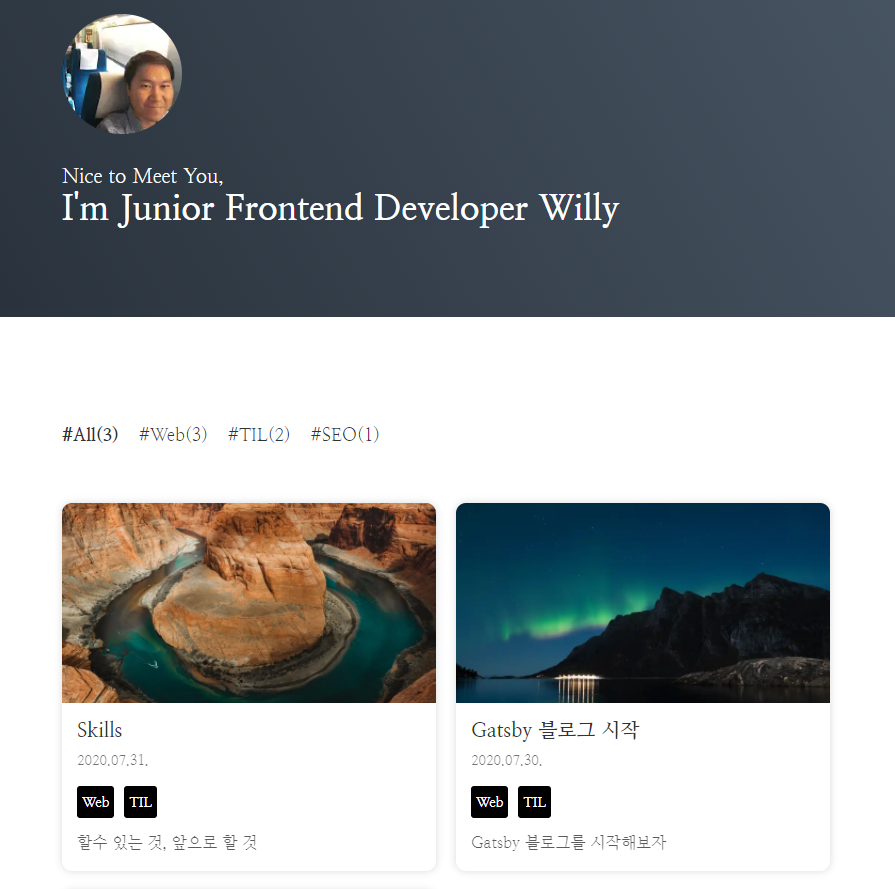 Nice to Meet You,
I'm Junior Frontend Developer Willy
#All(3) #Web(3) #TIL(2) #SEO(1)
Skills
2020.07.31.
Web TIL
할수 있는 것, 앞으로 할 것
Gatsby 블로그 시작
2020.07.30.
Web TIL
Gatsby 블로그를 시작해보자